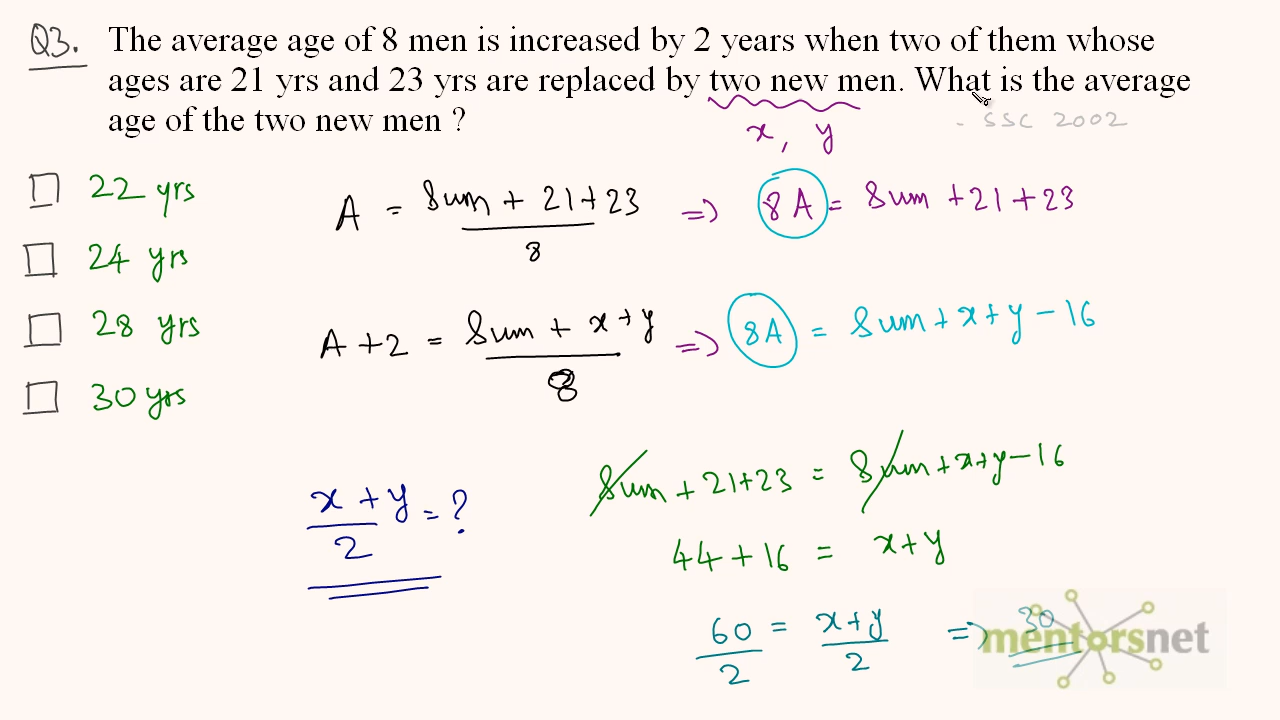 Q3. The average age of 8 men is increased by 2 years when two of them whose
ages are 21 yrs and 23 yrs are replaced by two new men. What is the average
age of the two new men ?
x, y
- SSC 2002
22 yrs
24 yrs
28 yrs
30 yrs
A = Sum + 21+23 / 8 => 8A = Sum +21+23
A+2 = Sum + x+y / 8 => 8A = Sum+x+y-16
Sum+21+23 = Sum+x+y-16
x+y / 2 = ?
44+16 = x+y
60 / 2 = x+y / 2 => 30
mentorsnet